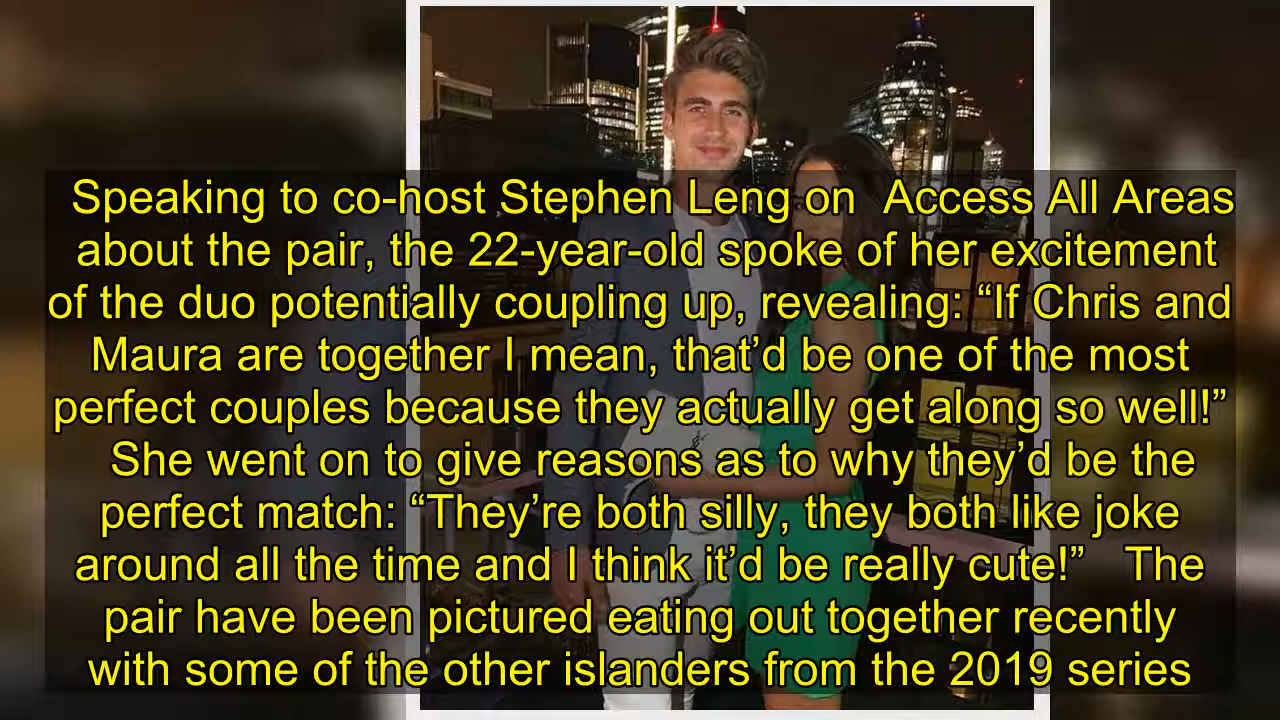 Speaking to co-host Stephen Leng on  Access All Areas
about the pair, the 22-year-old spoke of her excitement
of the duo potentially coupling up, revealing: “If Chris and
Maura are together I mean, that’d be one of the most
perfect couples because they actually get along so well!”
She went on to give reasons as to why they’d be the
perfect match: “They’re both silly, they both like joke
around all the time and I think it’d be really cute!”   The
pair have been pictured eating out together recently
with some of the other islanders from the 2019 series